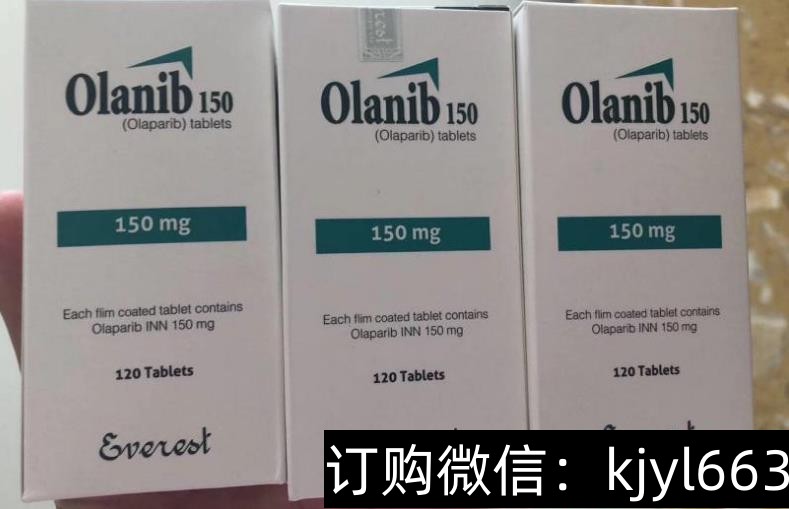 Olanib 150
(Olaparib) tablets
150 mg
Each flim coated tablet contains
Olaparib INN 150 mg
120 Tablets
Everest
Olanib 150
(Olaparib) tablets
150 mg
Each flim coated tablet contains
Olaparib INN 150 mg
120 Tablets
Olanib 150
(Olaparib) tablets
150 mg
Each flim coated tablet contains
Olaparib INN 150 mg
120 Tablets
订购微信：kjyl663